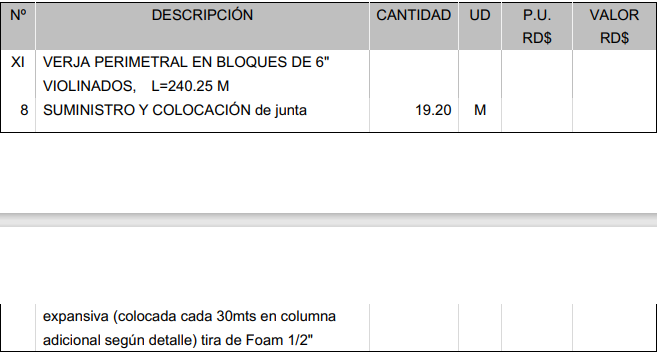 Nº DESCRIPCIÓN CANTIDAD UD P.U. VALOR
RD$ RD$
XI VERJA PERIMETRAL EN BLOQUES DE 6"
VIOLINADOS, L=240.25 M
8 SUMINISTRO Y COLOCACIÓN de junta 19.20 M
expansiva (colocada cada 30mts en columna
adicional según detalle) tira de Foam 1/2"